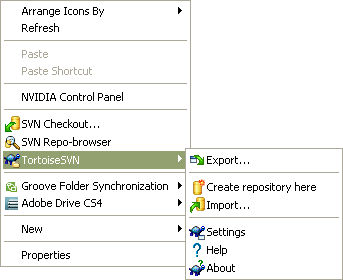 Arrange Icons By
Refresh
Paste
Paste Shortcut
NVIDIA Control Panel
SVN Checkout...
SVN Repo-browser
TortoiseSVN
Groove Folder Synchronization
Adobe Drive CS4
New
Properties
Export...
Create repository here
Import...
Settings
Help
About